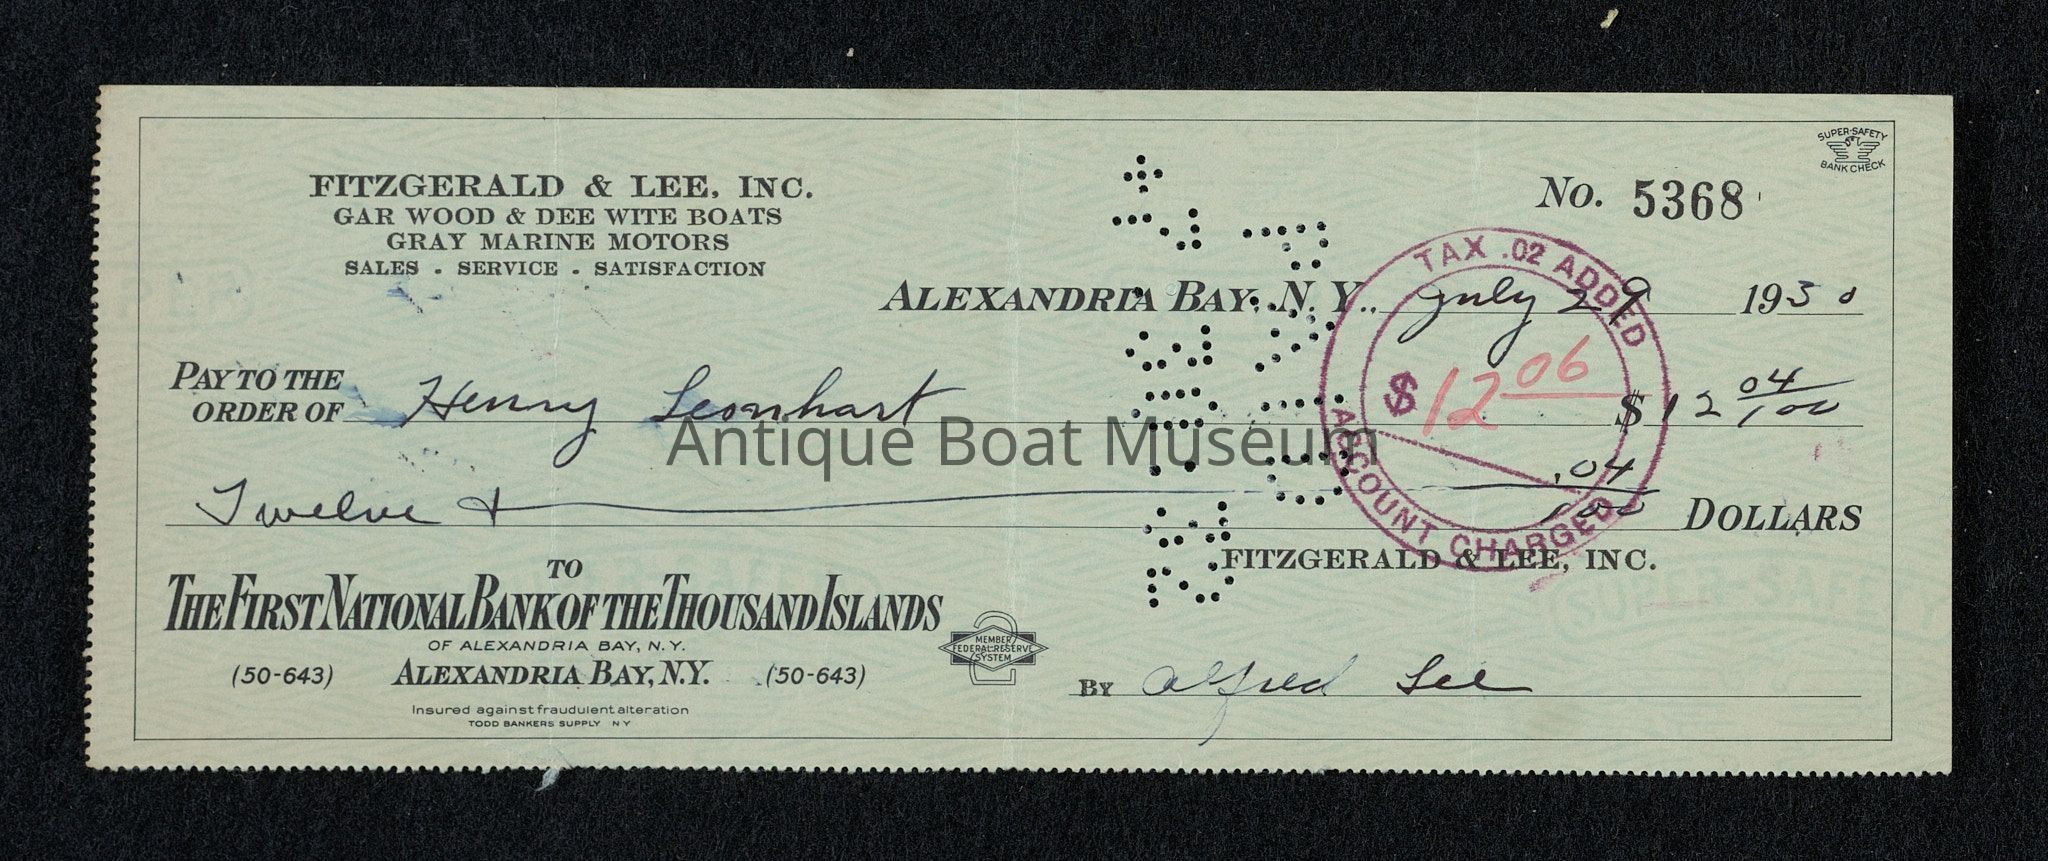 SUPER-SAFETY
BANK CHECK
FITZGERALD & LEE, INC.
GAR WOOD & DEE WITE BOATS
GRAY MARINE MOTORS
SALES - SERVICE - SATISFACTION
No. 5368
TAX .02 ADDED
ALEXANDRIA BAY, N. Y., July 29 1930
$ 12 06
PAY TO THE
ORDER OF Henry Leonhart $ 12 04/100
Antique Boat Museum
Twelve & .04/100 DOLLARS
ACCOUNT CHARGED
FITZGERALD & LEE, INC.
TO
THE FIRST NATIONAL BANK OF THE THOUSAND ISLANDS
OF ALEXANDRIA BAY, N.Y.
(50-643) ALEXANDRIA BAY, N.Y. (50-643)
MEMBER
FEDERAL RESERVE
SYSTEM
2
By Alfred Lee
Insured against fraudulent alteration
TODD BANKERS SUPPLY NY